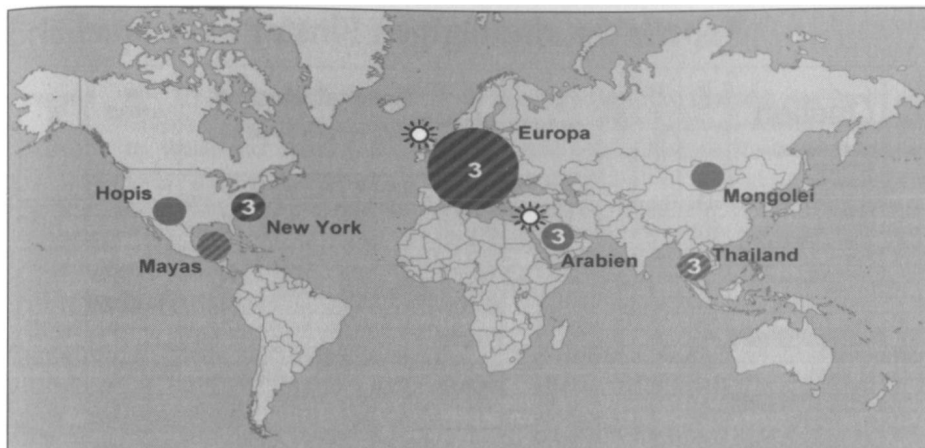 Europa
3
Mongolei
Hopis
3
New York
3
Mayas
Arabien
Thailand
3